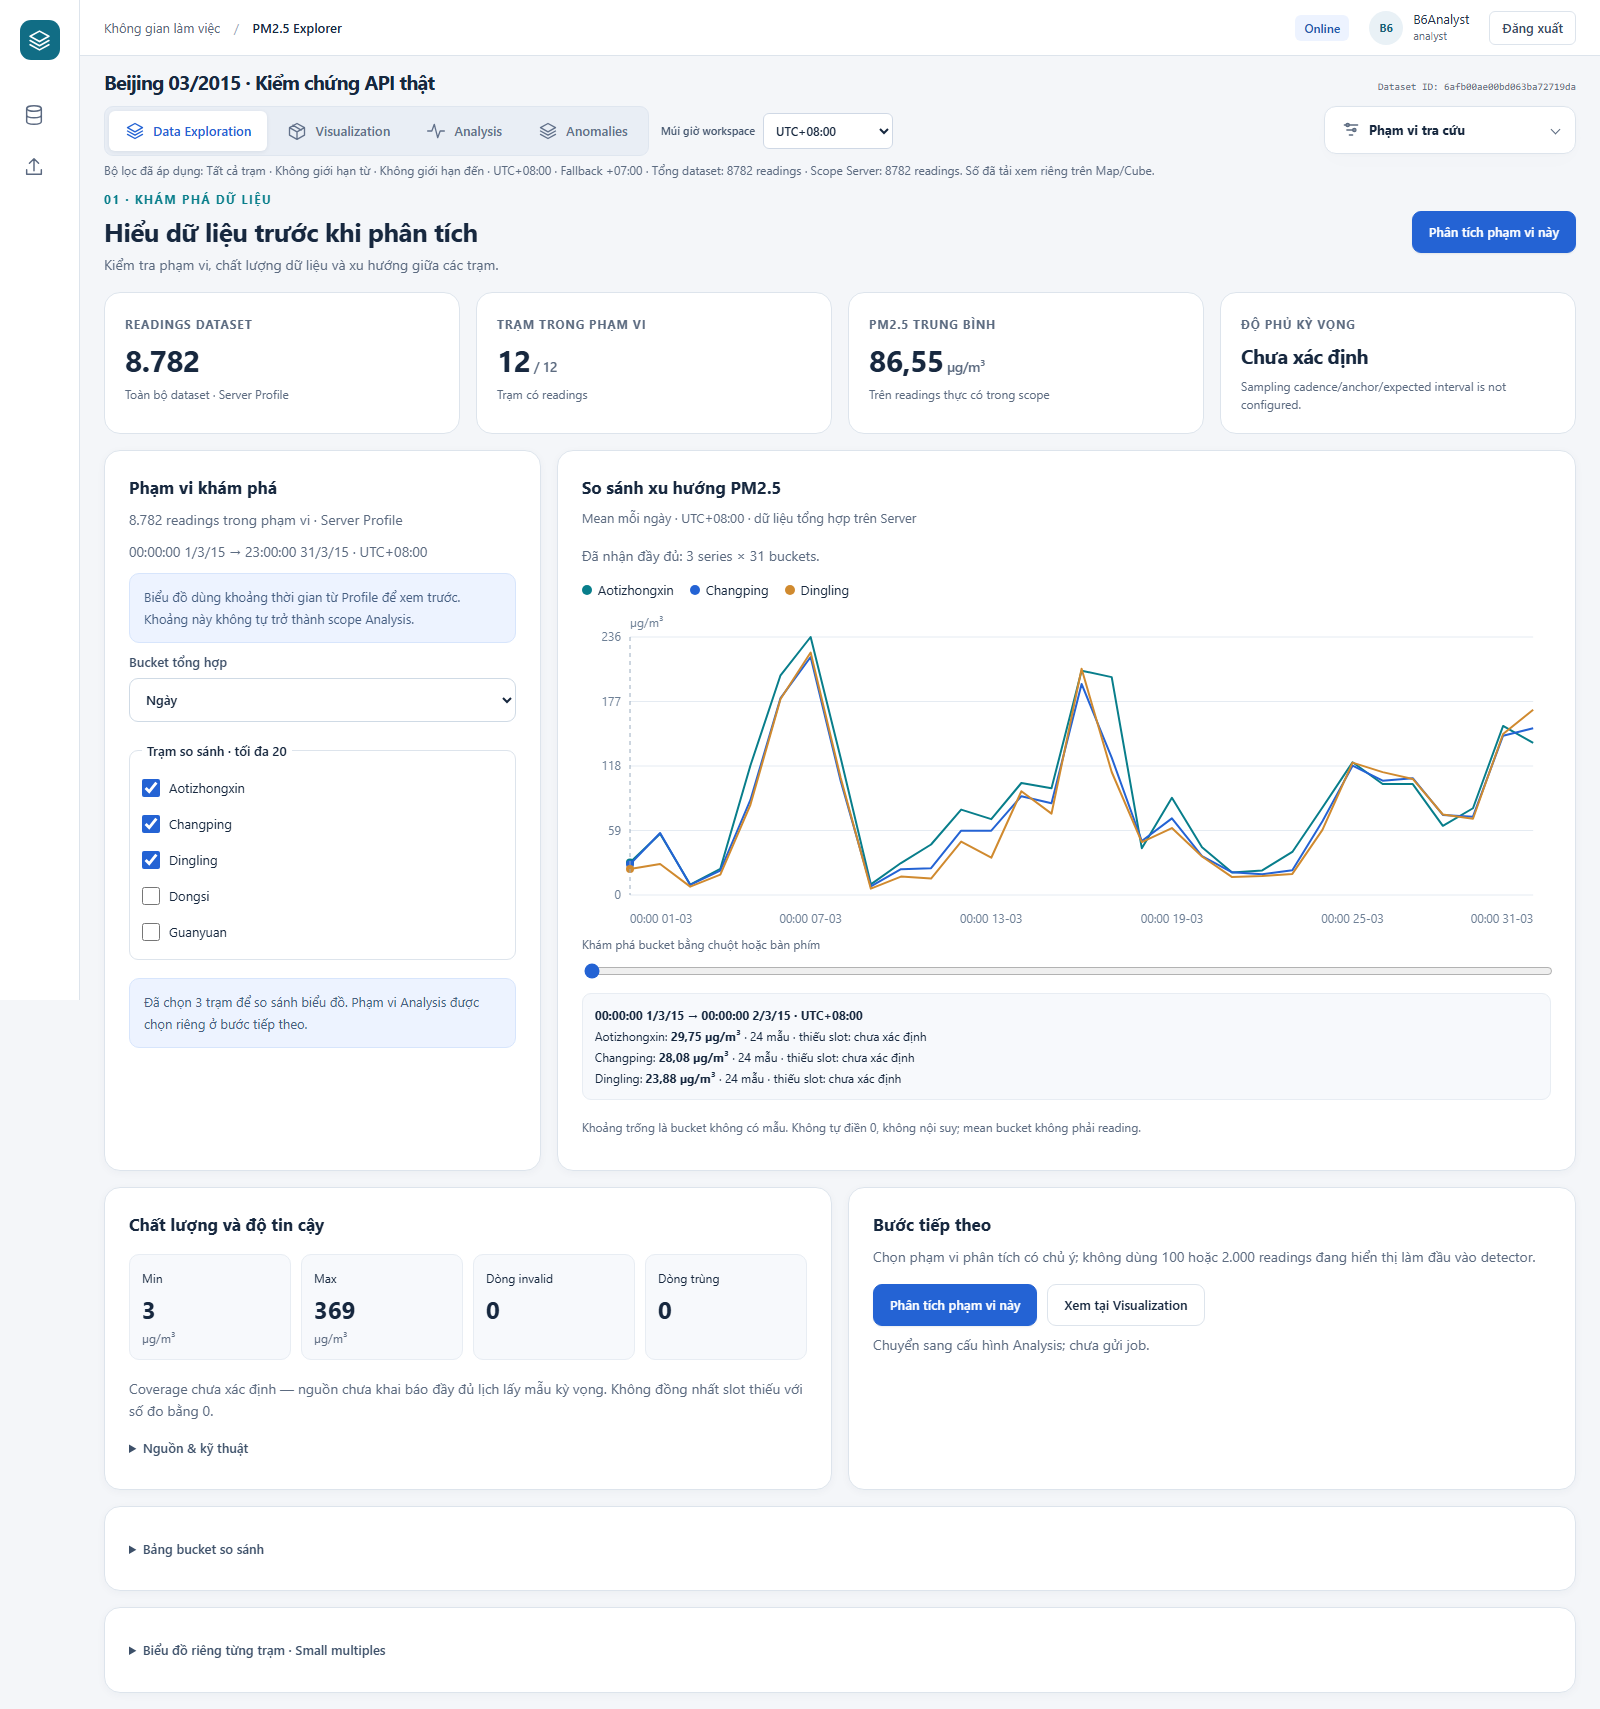 Không gian làm việc / PM2.5 Explorer
Online
B6
B6Analyst
analyst
Đăng xuất
Beijing 03/2015 · Kiểm chứng API thật
Dataset ID: 6afb00ae00bd063ba72719da
Data Exploration
Visualization
Analysis
Anomalies
Múi giờ workspace
UTC+08:00
Phạm vi tra cứu
Bộ lọc đã áp dụng: Tất cả trạm · Không giới hạn từ · Không giới hạn đến · UTC+08:00 · Fallback +07:00 · Tổng dataset: 8782 readings · Scope Server: 8782 readings. Số đã tải xem riêng trên Map/Cube.
01 · KHÁM PHÁ DỮ LIỆU
Hiểu dữ liệu trước khi phân tích
Kiểm tra phạm vi, chất lượng dữ liệu và xu hướng giữa các trạm.
Phân tích phạm vi này
READINGS DATASET
8.782
Toàn bộ dataset · Server Profile
TRẠM TRONG PHẠM VI
12 / 12
Trạm có readings
PM2.5 TRUNG BÌNH
86,55 µg/m³
Trên readings thực có trong scope
ĐỘ PHỦ KỲ VỌNG
Chưa xác định
Sampling cadence/anchor/expected interval is not
configured.
Phạm vi khám phá
8.782 readings trong phạm vi · Server Profile
00:00:00 1/3/15 → 23:00:00 31/3/15 · UTC+08:00
Biểu đồ dùng khoảng thời gian từ Profile để xem trước.
Khoảng này không tự trở thành scope Analysis.
Bucket tổng hợp
Ngày
Trạm so sánh · tối đa 20
Aotizhongxin
Changping
Dingling
Dongsi
Guanyuan
Đã chọn 3 trạm để so sánh biểu đồ. Phạm vi Analysis được
chọn riêng ở bước tiếp theo.
So sánh xu hướng PM2.5
Mean mỗi ngày · UTC+08:00 · dữ liệu tổng hợp trên Server
Đã nhận đầy đủ: 3 series × 31 buckets.
Aotizhongxin
Changping
Dingling
µg/m³
236
177
118
59
0
00:00 01-03
00:00 07-03
00:00 13-03
00:00 19-03
00:00 25-03
00:00 31-03
Khám phá bucket bằng chuột hoặc bàn phím
00:00:00 1/3/15 → 00:00:00 2/3/15 · UTC+08:00
Aotizhongxin: 29,75 µg/m³ · 24 mẫu · thiếu slot: chưa xác định
Changping: 28,08 µg/m³ · 24 mẫu · thiếu slot: chưa xác định
Dingling: 23,88 µg/m³ · 24 mẫu · thiếu slot: chưa xác định
Khoảng trống là bucket không có mẫu. Không tự điền 0, không nội suy; mean bucket không phải reading.
Chất lượng và độ tin cậy
Min
3
µg/m³
Max
369
µg/m³
Dòng invalid
0
Dòng trùng
0
Coverage chưa xác định — nguồn chưa khai báo đầy đủ lịch lấy mẫu kỳ vọng. Không đồng nhất slot thiếu với
số đo bằng 0.
Nguồn & kỹ thuật
Bước tiếp theo
Chọn phạm vi phân tích có chủ ý; không dùng 100 hoặc 2.000 readings đang hiển thị làm đầu vào detector.
Phân tích phạm vi này
Xem tại Visualization
Chuyển sang cấu hình Analysis; chưa gửi job.
Bảng bucket so sánh
Biểu đồ riêng từng trạm · Small multiples